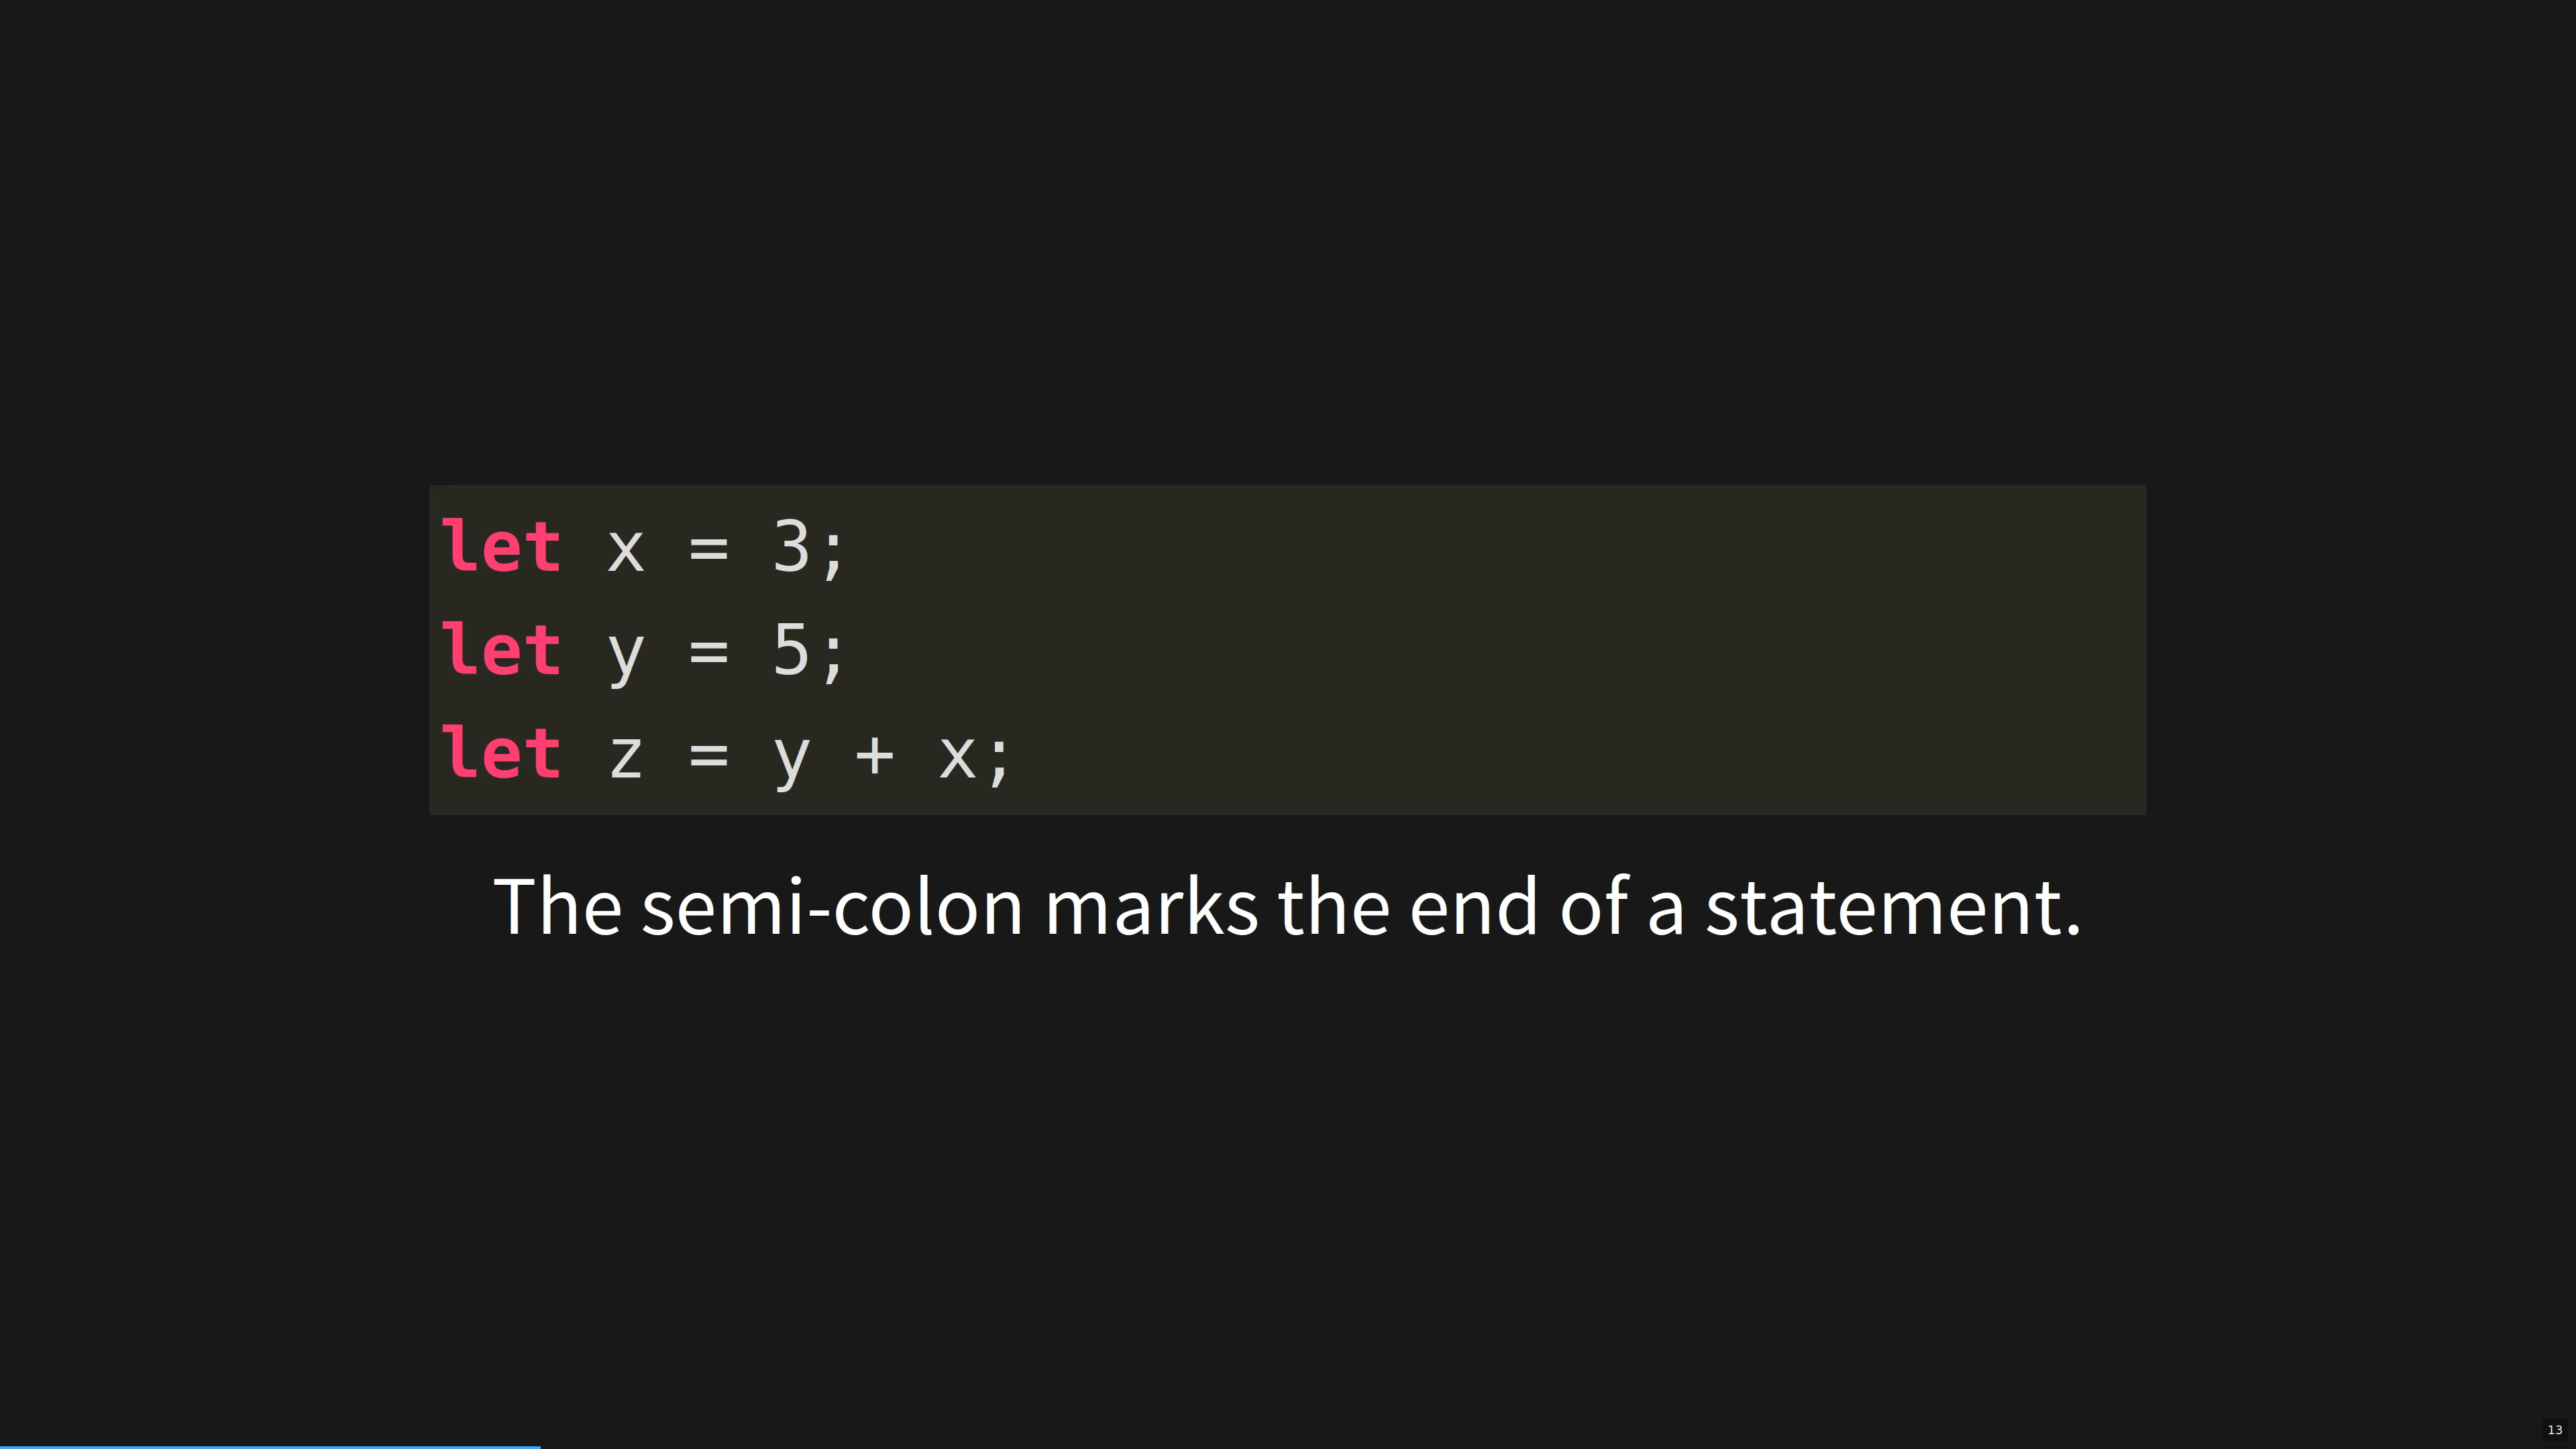 let x = 3;
let y = 5;
let z = y + x;
The semi-colon marks the end of a statement.
13